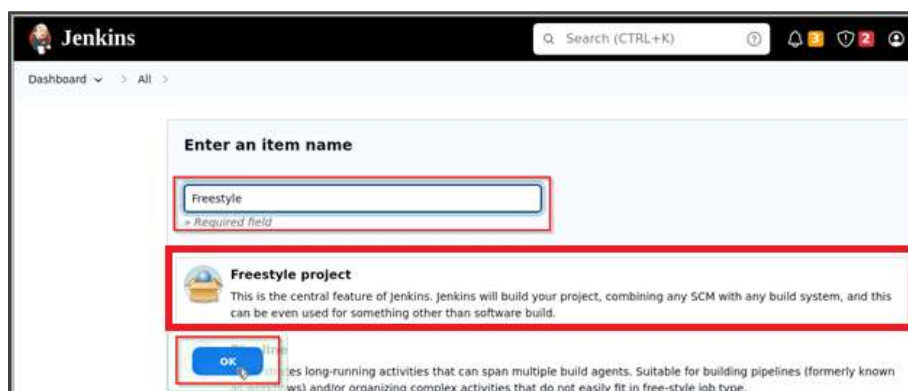 Jenkins
Search (CTRL+K)
3
2
Dashboard > All >
Enter an item name
Freestyle
» Required field
Freestyle project
This is the central feature of Jenkins. Jenkins will build your project, combining any SCM with any build system, and this
can be even used for something other than software build.
OK
es long-running activities that can span multiple build agents. Suitable for building pipelines (formerly known
ws) and/or organizing complex activities that do not easily fit in free-style job type.